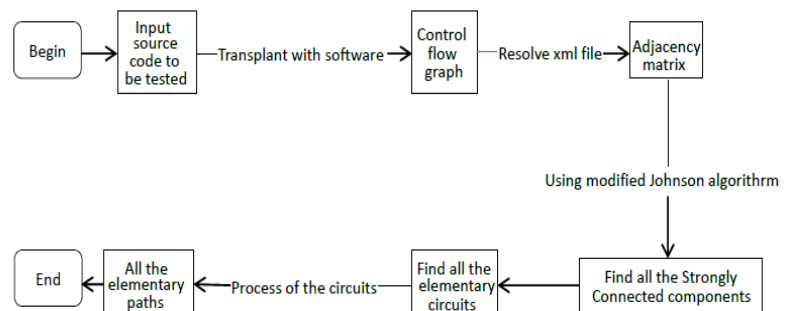 Begin
Input
source
code to
be tested
Transplant with software
Control
flow
graph
Resolve xml file
Adjacency
matrix
Using modified Johnson algorithrm
Find all the Strongly
Connected components
Find all the
elementary
circuits
Process of the circuits
All the
elementary
paths
End